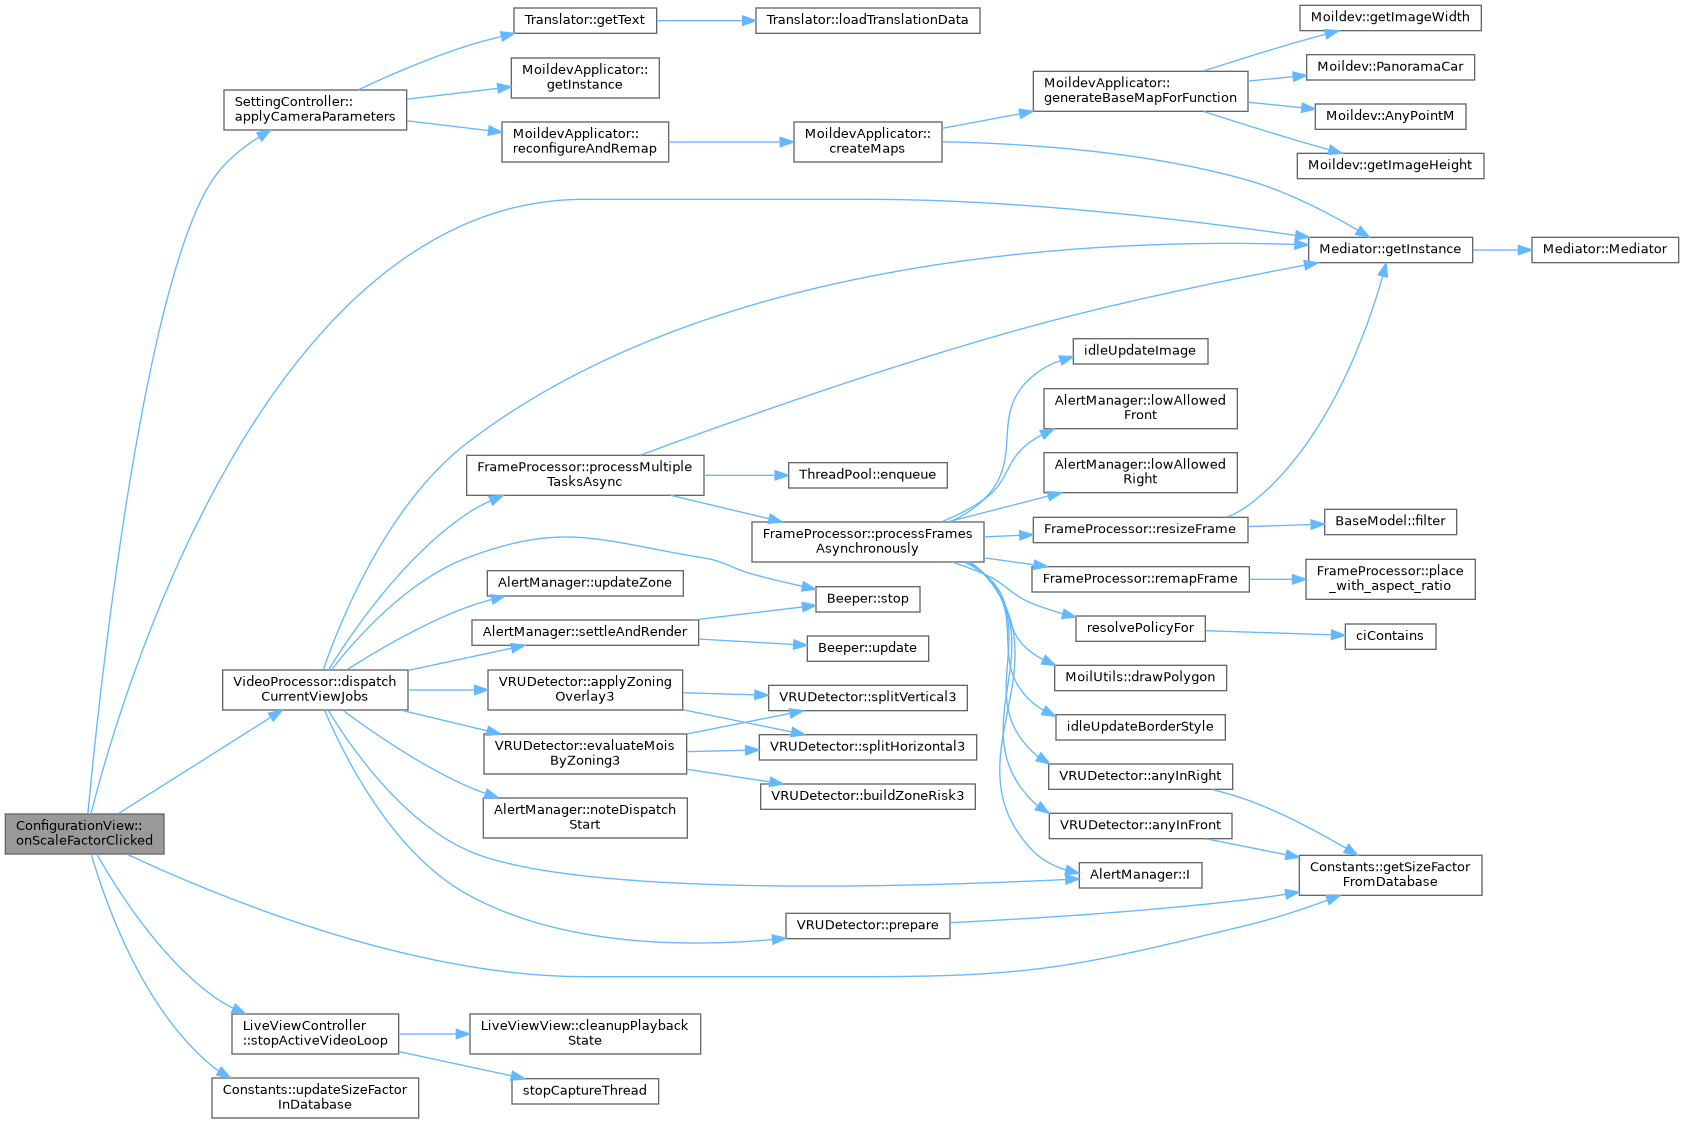 Translator::getText
Translator::loadTranslationData
Moildev::getImageWidth
MoildevApplicator::
getInstance
Moildev::PanoramaCar
SettingController::
applyCameraParameters
MoildevApplicator::
generateBaseMapForFunction
Moildev::AnyPointM
MoildevApplicator::
reconfigureAndRemap
MoildevApplicator::
createMaps
Moildev::getImageHeight
Mediator::getInstance
Mediator::Mediator
idleUpdateImage
AlertManager::lowAllowed
Front
FrameProcessor::processMultiple
TasksAsync
ThreadPool::enqueue
AlertManager::lowAllowed
Right
FrameProcessor::processFrames
Asynchronously
FrameProcessor::resizeFrame
BaseModel::filter
AlertManager::updateZone
FrameProcessor::remapFrame
FrameProcessor::place
_with_aspect_ratio
Beeper::stop
AlertManager::settleAndRender
resolvePolicyFor
ciContains
Beeper::update
VideoProcessor::dispatch
CurrentViewJobs
VRUDetector::applyZoning
Overlay3
VRUDetector::splitVertical3
MoilUtils::drawPolygon
VRUDetector::evaluateMois
ByZoning3
VRUDetector::splitHorizontal3
idleUpdateBorderStyle
VRUDetector::buildZoneRisk3
VRUDetector::anyInRight
AlertManager::noteDispatch
Start
VRUDetector::anyInFront
ConfigurationView::
onScaleFactorClicked
AlertManager::I
Constants::getSizeFactor
FromDatabase
VRUDetector::prepare
LiveViewController
::stopActiveVideoLoop
LiveViewView::cleanupPlayback
State
Constants::updateSizeFactor
InDatabase
stopCaptureThread